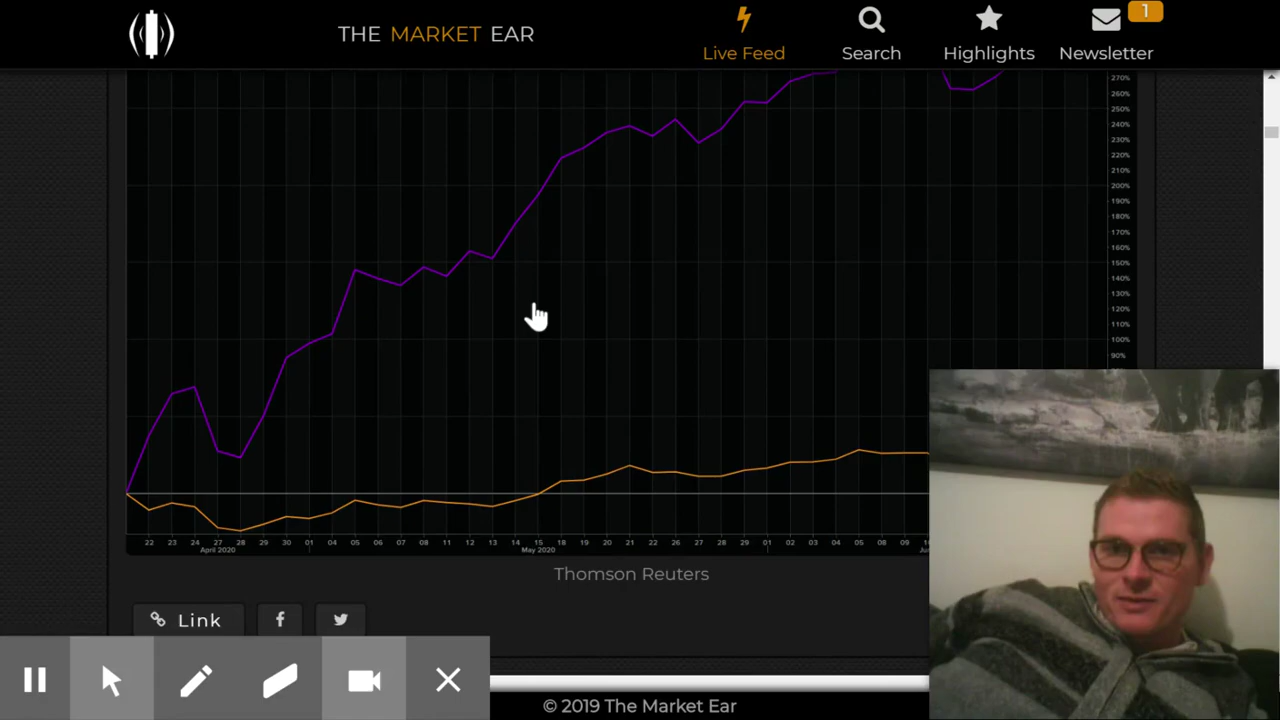 THE MARKET EAR
Live Feed
Search
Highlights
1
Newsletter
270%
260%
250%
240%
230%
220%
210%
200%
190%
180%
170%
160%
150%
140%
130%
120%
110%
100%
90%
22 23 24 27 28 29 30 01 04 05 06 07 08 11 12 13 14 15 18 19 20 21 22 26 27 28 29 01 02 03 04 05 08 09
April 2020 May 2020
Thomson Reuters
Link
© 2019 The Market Ear